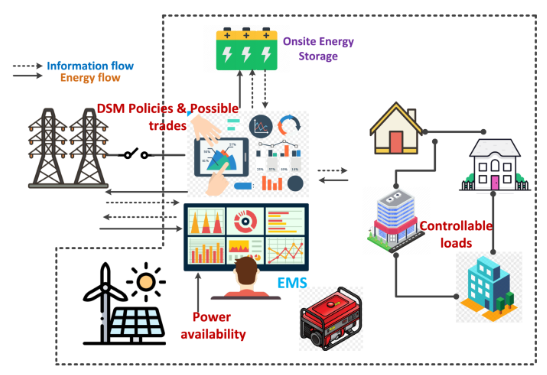 Onsite Energy
Storage
Information flow
Energy flow
DSM Policies & Possible
trades
Controllable
loads
EMS
Power
availability